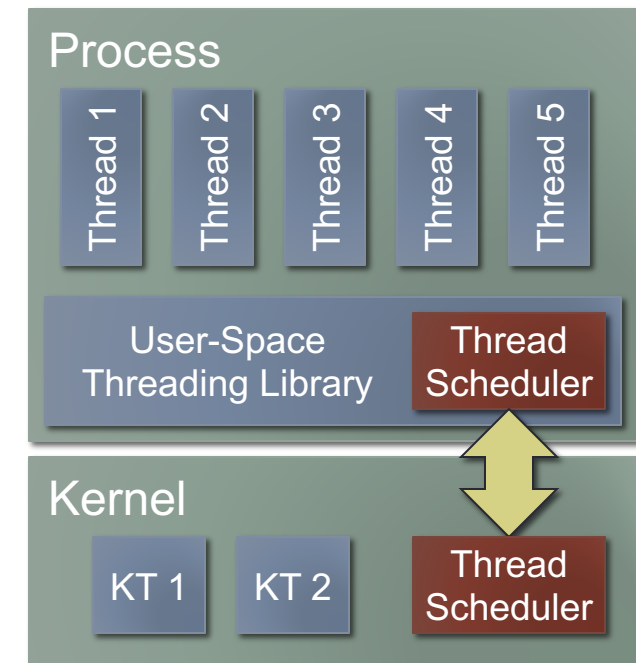 Process
Thread 1
Thread 2
Thread 3
Thread 4
Thread 5
User-Space
Threading Library
Thread
Scheduler
Kernel
KT 1
KT 2
Thread
Scheduler